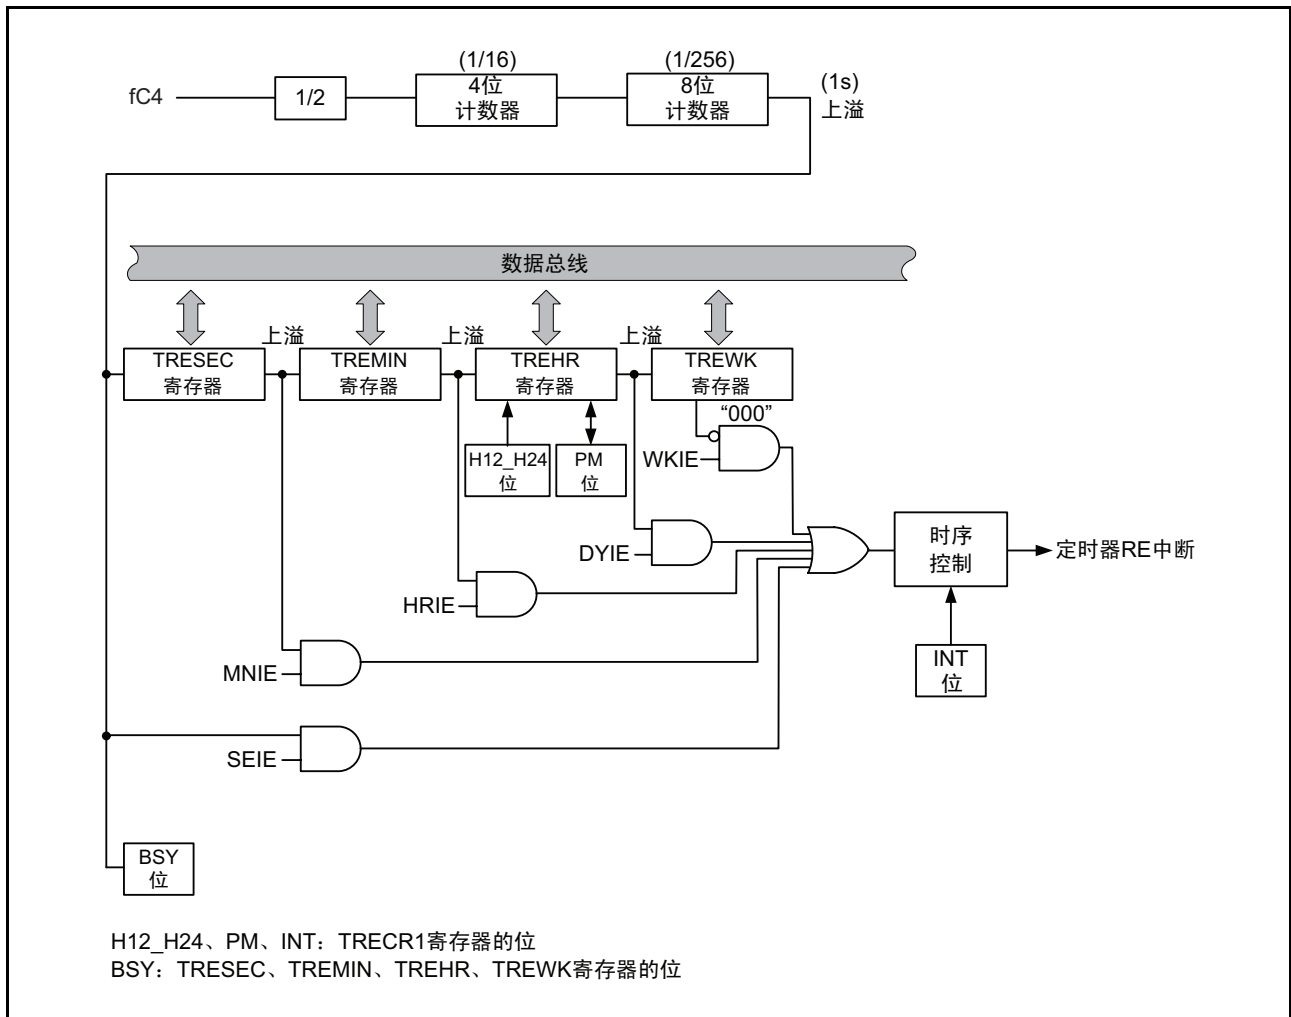 (1/16)
(1/256)
fC4
1/2
4位
计数器
8位
计数器
(1s)
上溢
数据总线
上溢
上溢
上溢
TRESEC
寄存器
TREMIN
寄存器
TREHR
寄存器
TREWK
寄存器
“000”
H12_H24
位
PM
位
WKIE
DYIE
HRIE
MNIE
SEIE
时序
控制
定时器RE中断
INT
位
BSY
位
H12_H24、PM、INT：TRECR1寄存器的位
BSY：TRESEC、TREMIN、TREHR、TREWK寄存器的位